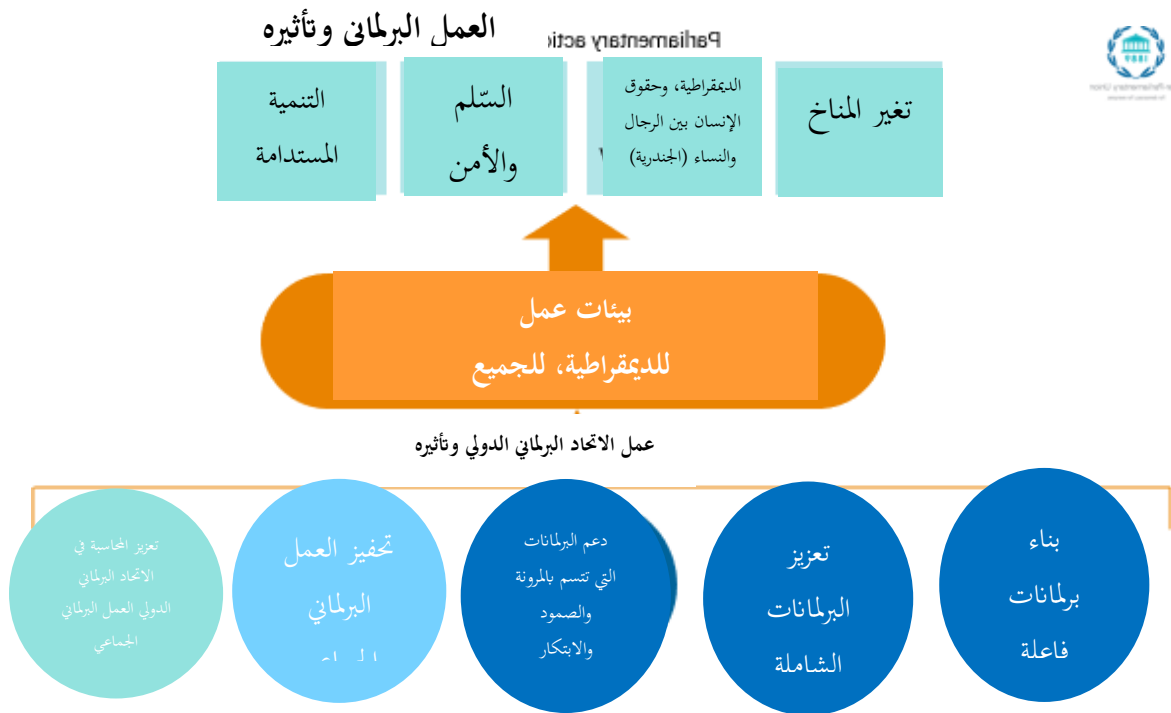 العمل البرلماني وتأثيره
Parliamentary actic
تغير المناخ
الديمقراطية، وحقوق
الإنسان بين الرجال
والنساء (الجندرية)
السّلم
والأمن
التنمية
المستدامة
بيئات عمل
للديمقراطية، للجميع
عمل الاتحاد البرلماني الدولي وتأثيره
بناء
برلمانات
فاعلة
تعزيز
البرلمانات
الشاملة
دعم البرلمانات
التي تتسم بالمرونة
والصمود
والابتكار
تحفيز العمل
البرلماني
تعزيز المحاسبة في
الاتحاد البرلماني
الدولي العمل البرلماني
الجماعي